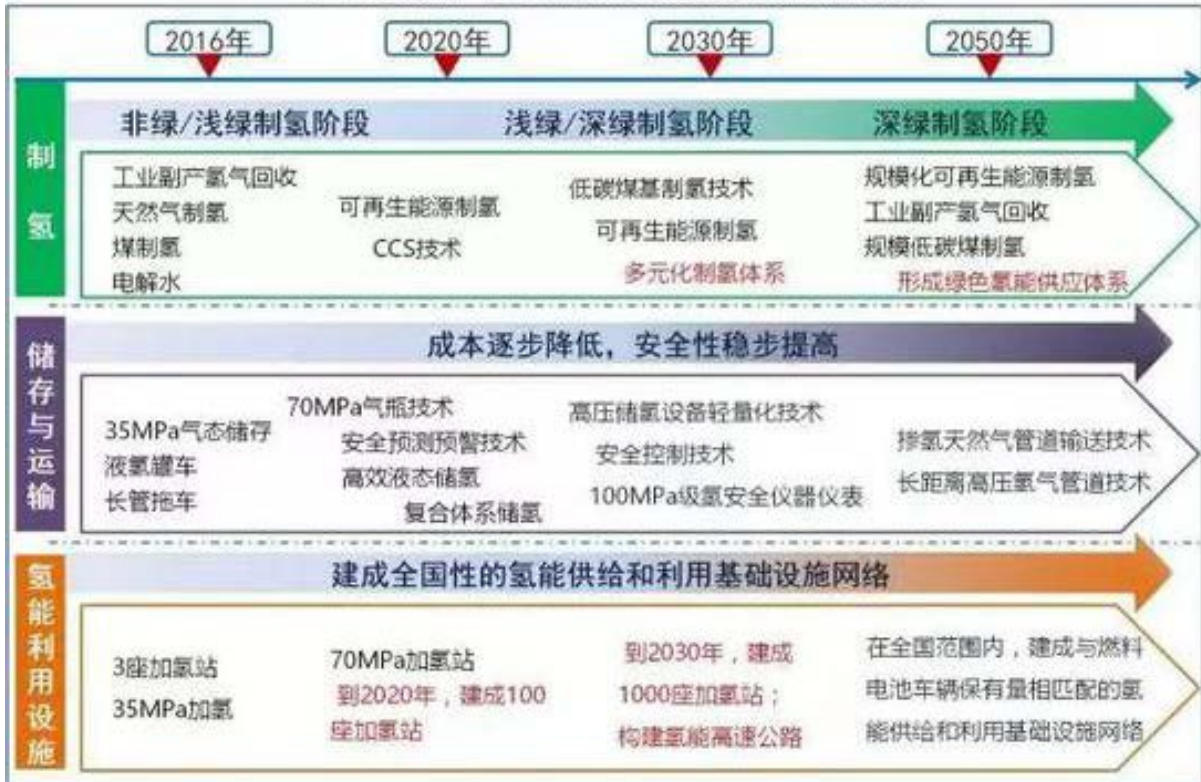 2016年
2020年
2030年
2050年
制氢
非绿/浅绿制氢阶段
浅绿/深绿制氢阶段
深绿制氢阶段
工业副产氢气回收
天然气制氢
煤制氢
电解水
可再生能源制氢
CCS技术
低碳煤基制氢技术
可再生能源制氢
多元化制氢体系
规模化可再生能源制氢
工业副产氢气回收
规模低碳煤制氢
形成绿色氢能供应体系
储存与运输
成本逐步降低，安全性稳步提高
35MPa气态储存
液氢罐车
长管拖车
70MPa气瓶技术
安全预测预警技术
高效液态储氢
复合体系储氢
高压储氢设备轻量化技术
安全控制技术
100MPa级氢安全仪器仪表
掺氢天然气管道输送技术
长距离高压氢气管道技术
氢能利用设施
建成全国性的氢能供给和利用基础设施网络
3座加氢站
35MPa加氢
70MPa加氢站
到2020年，建成100
座加氢站
到2030年，建成
1000座加氢站；
构建氢能高速公路
在全国范围内，建成与燃料
电池车辆保有量相匹配的氢
能供给和利用基础设施网络